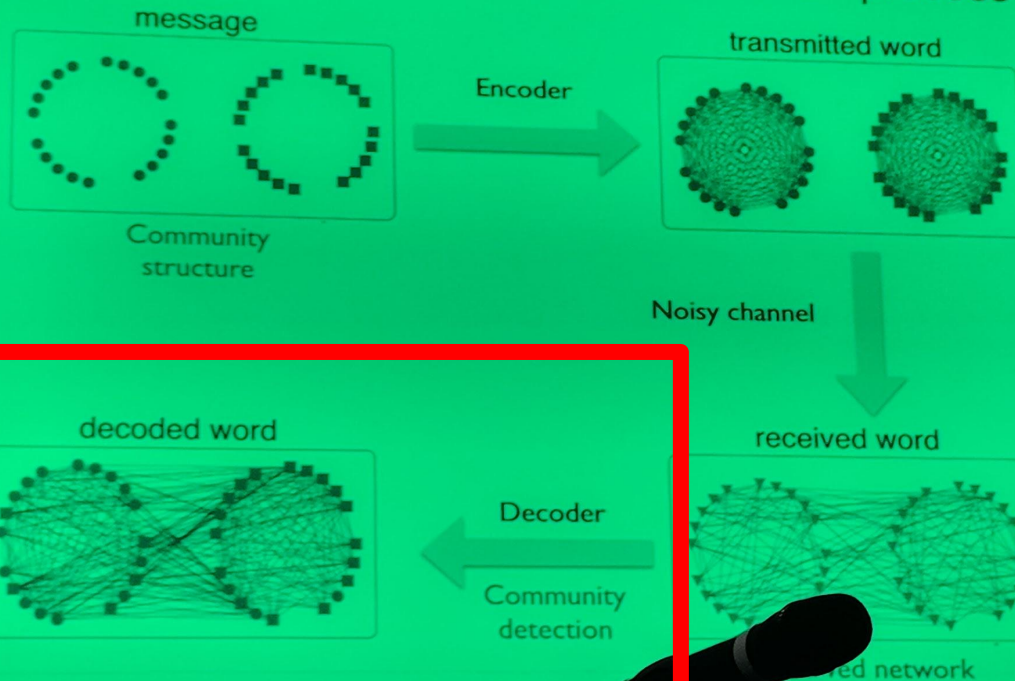 message
transmitted word
Encoder
Community
structure
Noisy channel
decoded word
received word
Decoder
Community
detection
network